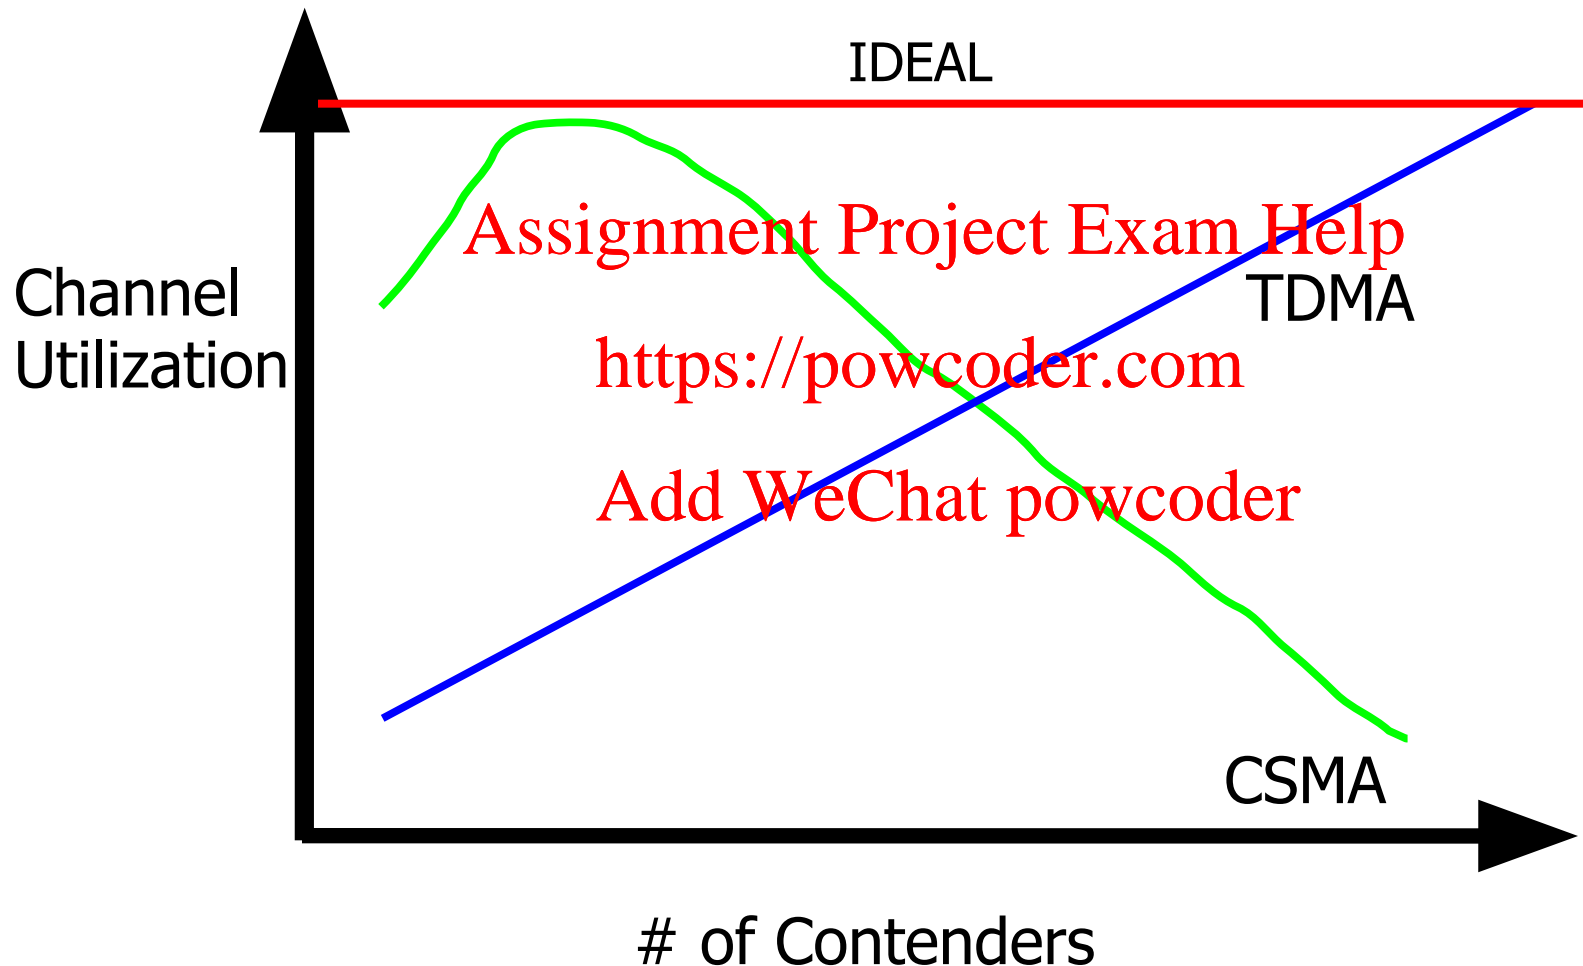 IDEAL
Assignment Project Exam Help
Channel
Utilization
TDMA
https://powcoder.com
Add WeChat powcoder
CSMA
# of Contenders